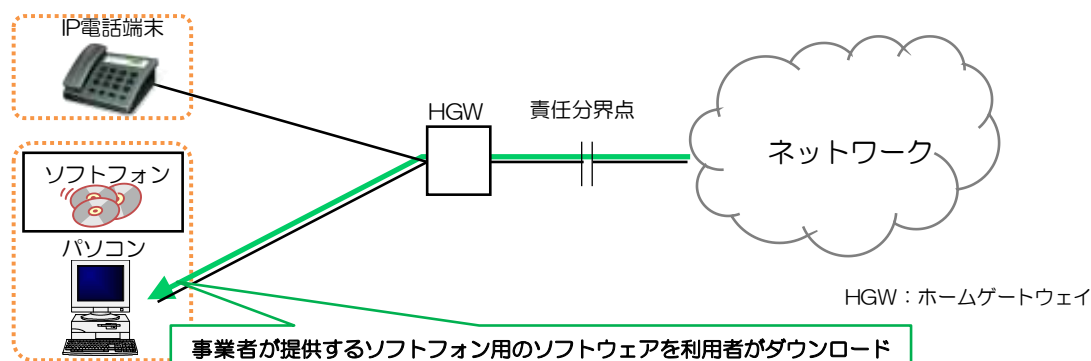 IP電話端末
HGW
責任分界点
ネットワーク
ソフトフォン
パソコン
HGW：ホームゲートウェイ
事業者が提供するソフトフォン用のソフトウェアを利用者がダウンロード